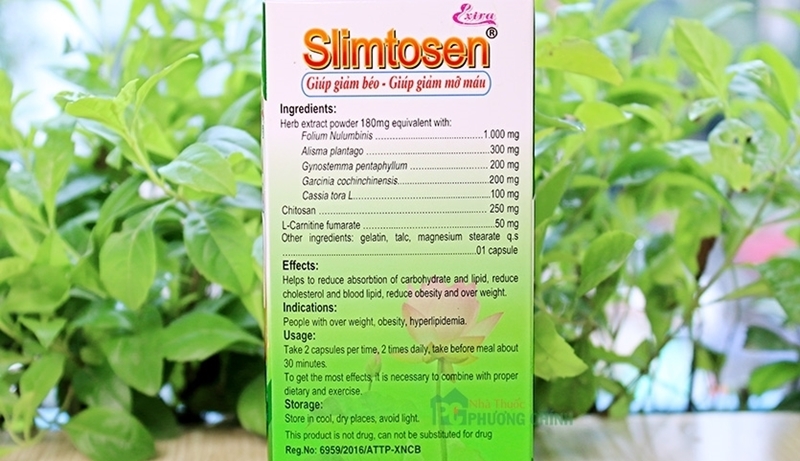 Extra
Slimtosen®
Giúp giảm béo - Giúp giảm mỡ máu
Ingredients:
Herb extract powder 180mg equivalent with:
Folium Nulumbinis ................................ 1.000 mg
Alisma plantago ................................ 300 mg
Gynostemma pentaphyllum ................................ 200 mg
Garcinia cochinchinensis................................ 200 mg
Cassia tora L................................ 100 mg
Chitosan ................................ 250 mg
L-Carnitine fumarate ................................ 50 mg
Other ingredients: gelatin, talc, magnesium stearate q.s
................................01 capsule
Effects:
Helps to reduce absorbtion of carbohydrate and lipid, reduce
cholesterol and blood lipid, reduce obesity and over weight.
Indications:
People with over weight, obesity, hyperlipidemia.
Usage:
Take 2 capsules per time, 2 times daily, take before meal about
30 minutes.
To get the most effects, it is necessary to combine with proper
dietary and exercise.
Storage:
Store in cool, dry places, avoid light.
This product is not drug, can not be substituted for drug
Reg.No: 6959/2016/ATTP-XNCB
Nhà Thuốc
PHƯƠNG CHÍNH